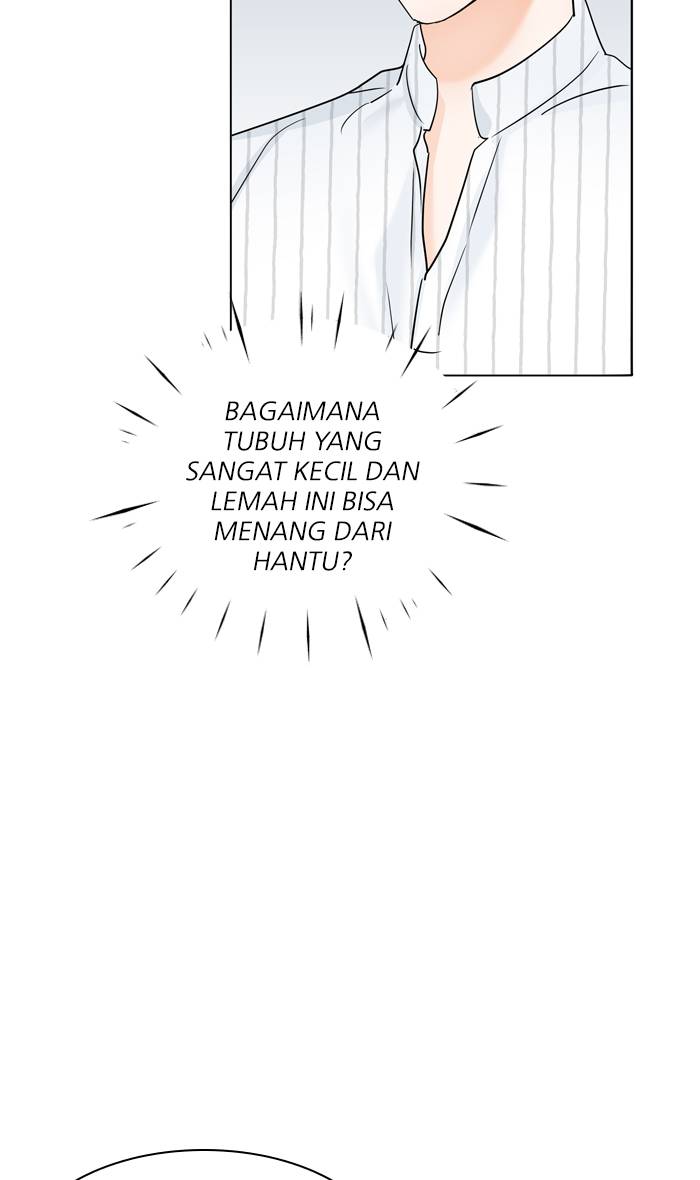 BAGAIMANA
TUBUH YANG
SANGAT KECIL DAN
LEMAH INI BISA
MENANG DARI
HANTU?